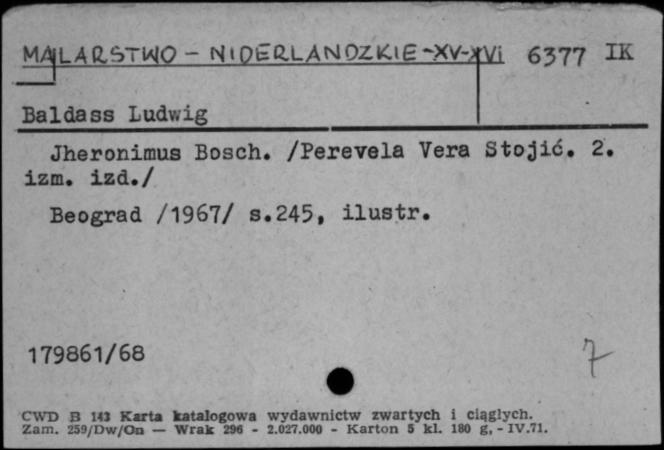 MALARSTWO - NIDERLANDZKIE-XV-XVi 6377 IK
Baldass Ludwig
Jheronimus Bosch. /Perevela Vera Stojić. 2.
izm. izd./
Beograd /1967/ s.245, ilustr.
179861/68 7
CWD B 143 Karta katalogowa wydawnictw zwartych i ciągłych.
Zam. 259/Dw/On — Wrak 296 - 2.027.000 - Karton 5 kl. 180 g, - IV.71.